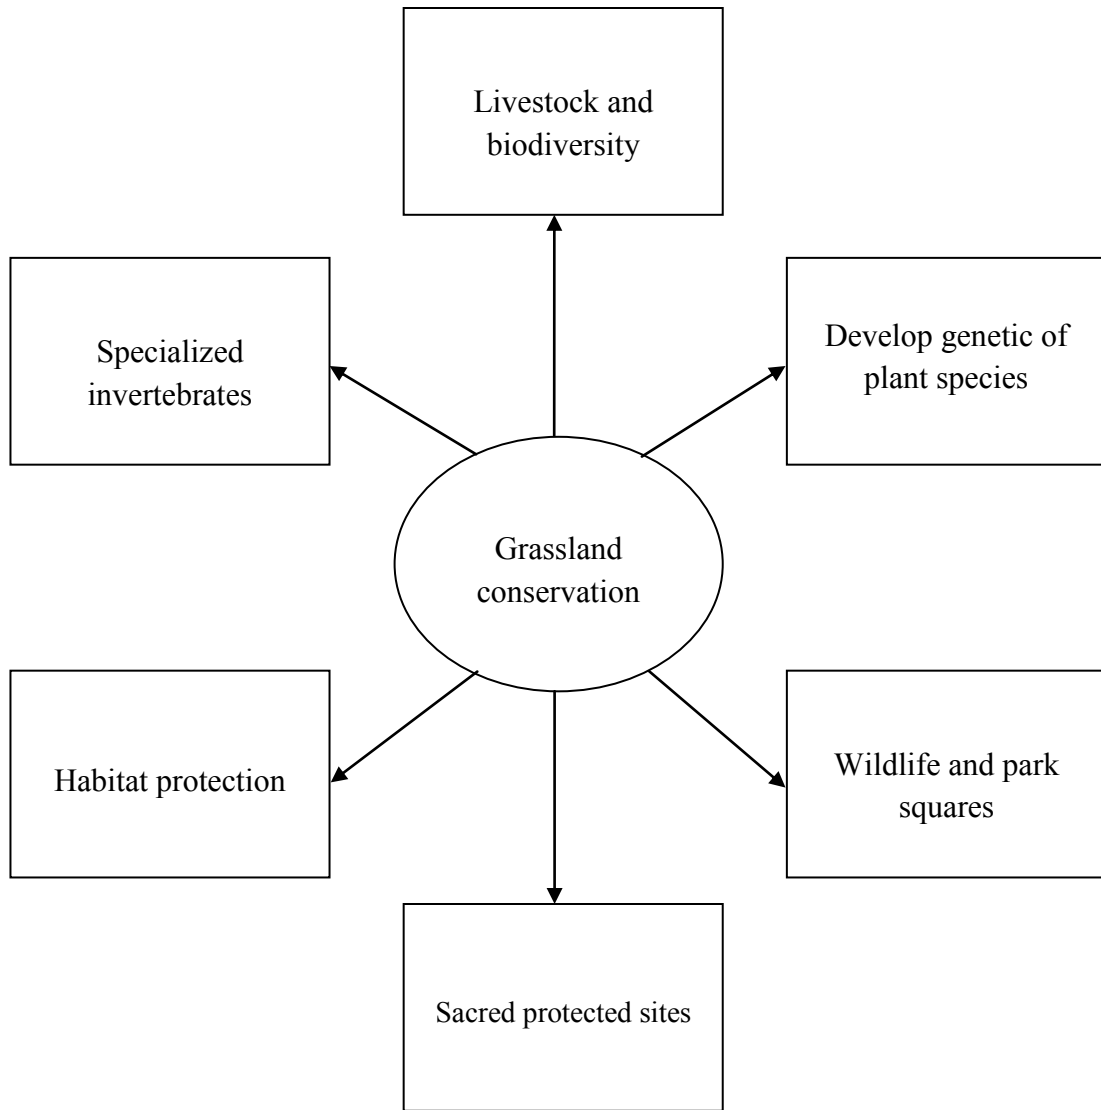 Livestock and
biodiversity
Specialized
invertebrates
Develop genetic of
plant species
Grassland
conservation
Habitat protection
Wildlife and park
squares
Sacred protected sites